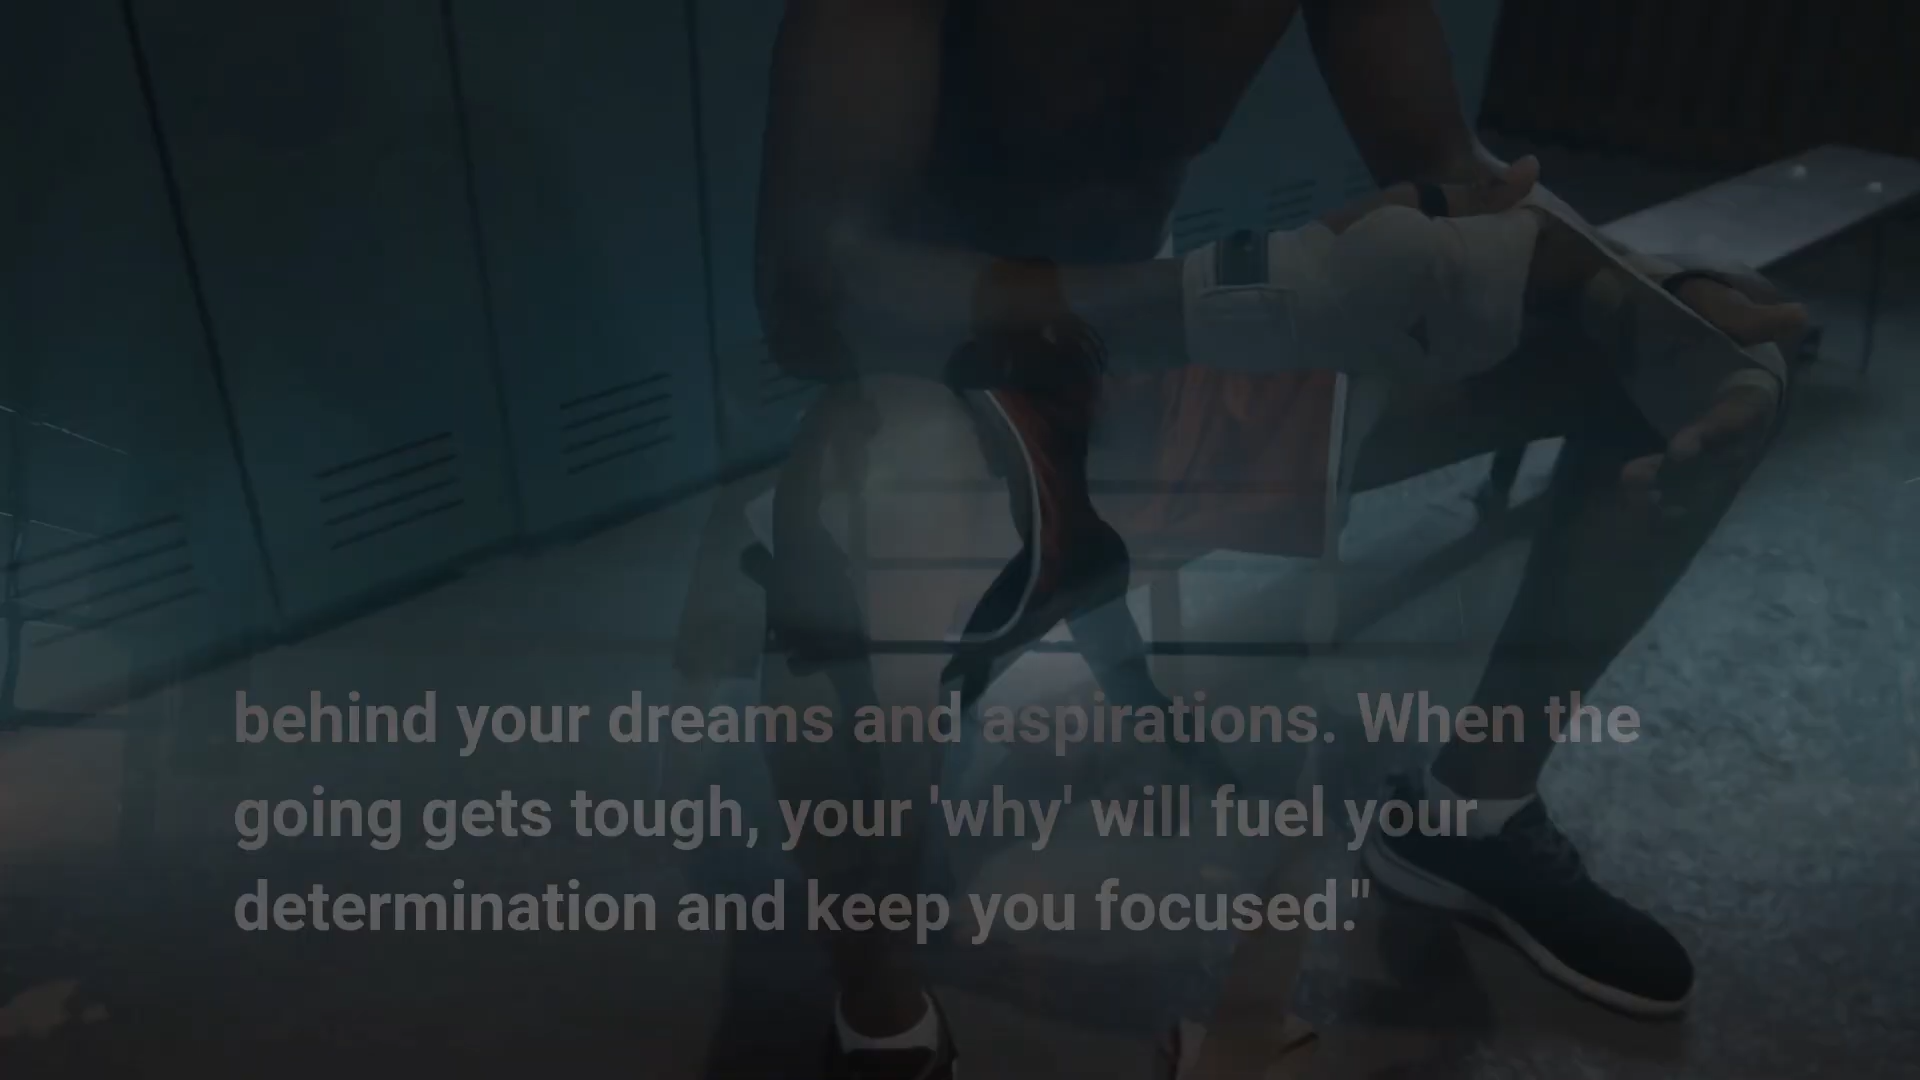 behind your dreams and aspirations. When the
going gets tough, your 'why' will fuel your
determination and keep you focused."